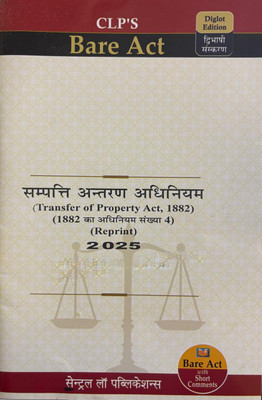 CLP'S
Bare Act
Diglot
Edition
द्विभाषी
संस्करण
सम्पत्ति अन्तरण अधिनियम
(Transfer of Property Act, 1882)
(1882 का अधिनियम संख्या 4)
(Reprint)
2025
Bare Act
Short
Comments
सेन्ट्रल लॉ पब्लिकेशन्स